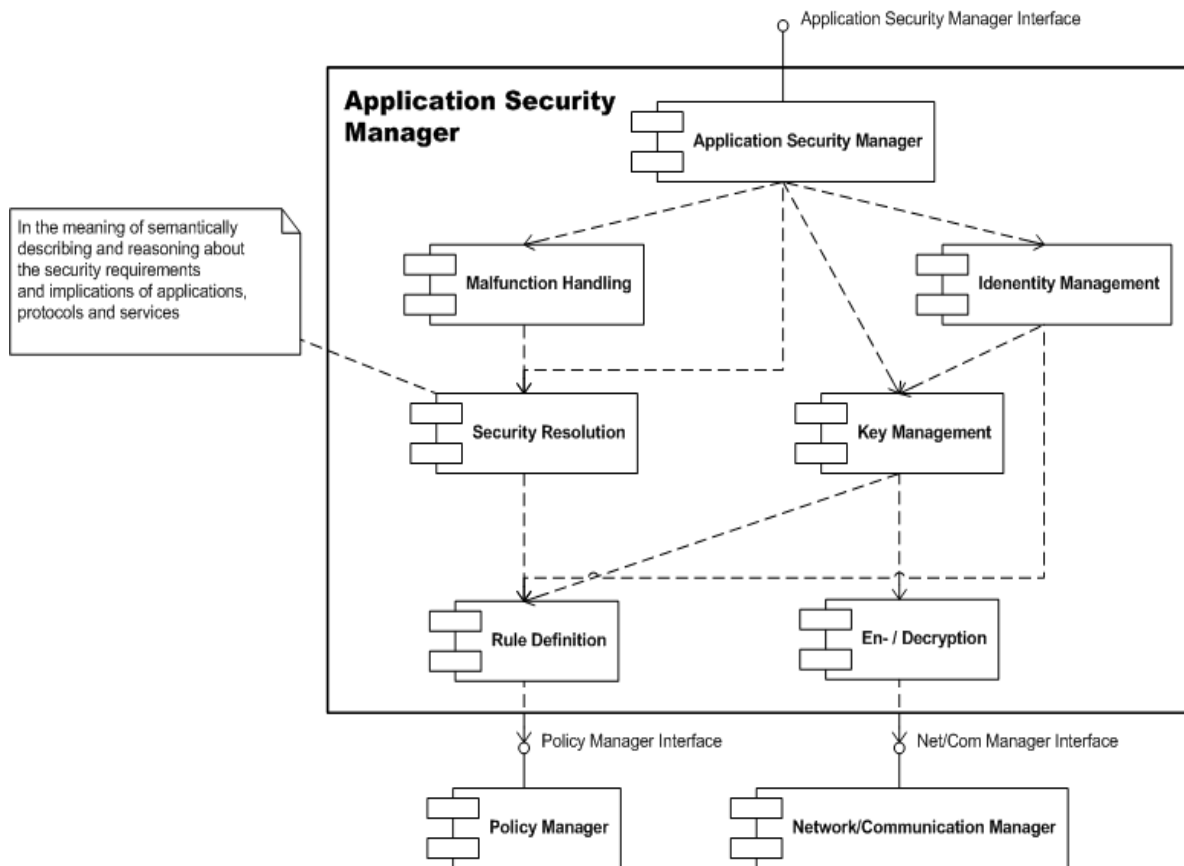 Application Security Manager Interface
Application Security
Manager
Application Security Manager
In the meaning of semantically
describing and reasoning about
the security requirements
and implications of applications,
protocols and services
Malfunction Handling
Idenentity Management
Security Resolution
Key Management
Rule Definition
En- / Decryption
Policy Manager Interface
Net/Com Manager Interface
Policy Manager
Network/Communication Manager